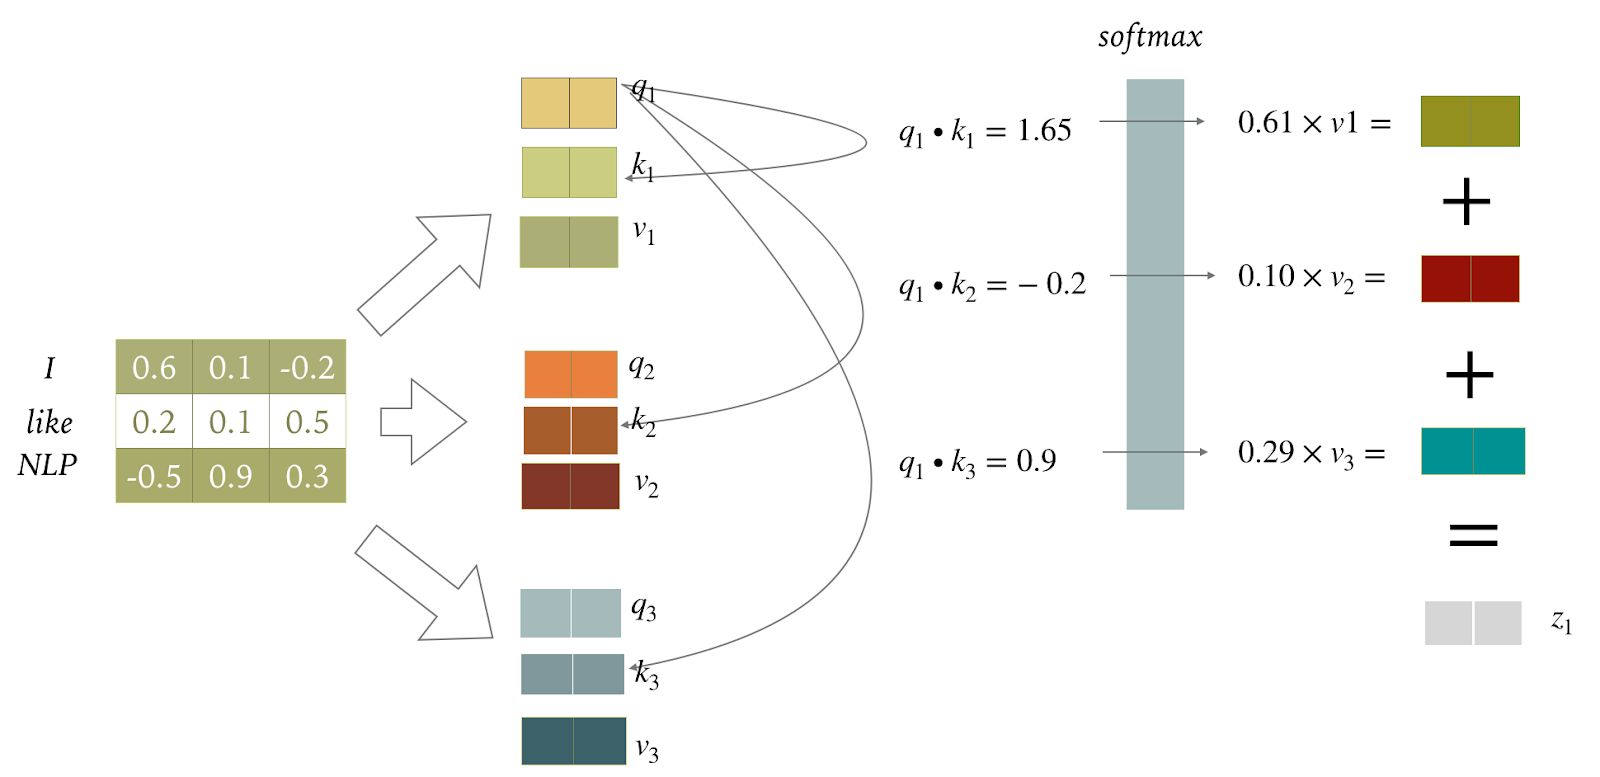 softmax
q₁
k₁
v₁
q₁ • k₁ = 1.65
0.61 × v1 =
+
I 0.6 0.1 -0.2
like 0.2 0.1 0.5
NLP -0.5 0.9 0.3
q₂
k₂
v₂
q₁ • k₂ = − 0.2
0.10 × v₂ =
+
q₃
k₃
v₃
q₁ • k₃ = 0.9
0.29 × v₃ =
=
z₁